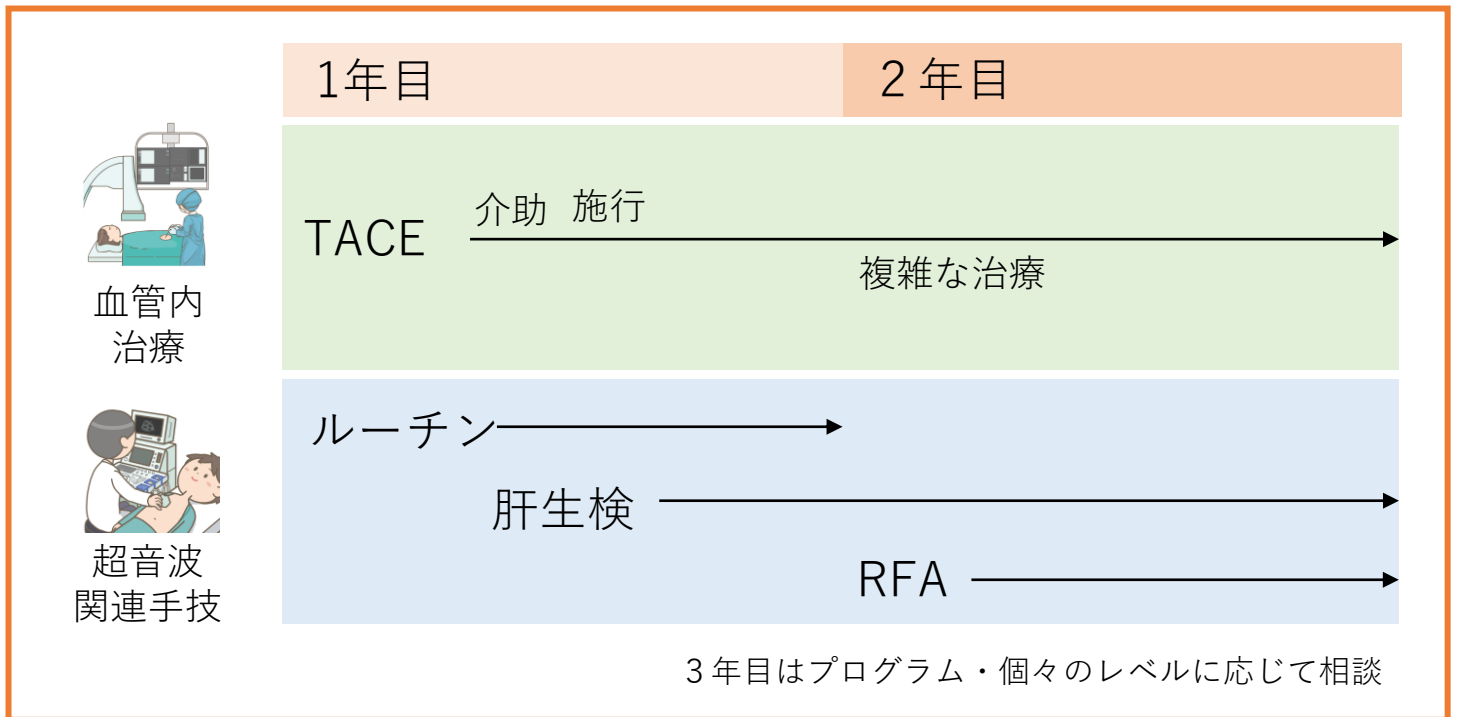 1年目
２年目
血管内
治療
TACE
介助
施行
複雑な治療
超音波
関連手技
ルーチン
肝生検
RFA
３年目はプログラム・個々のレベルに応じて相談